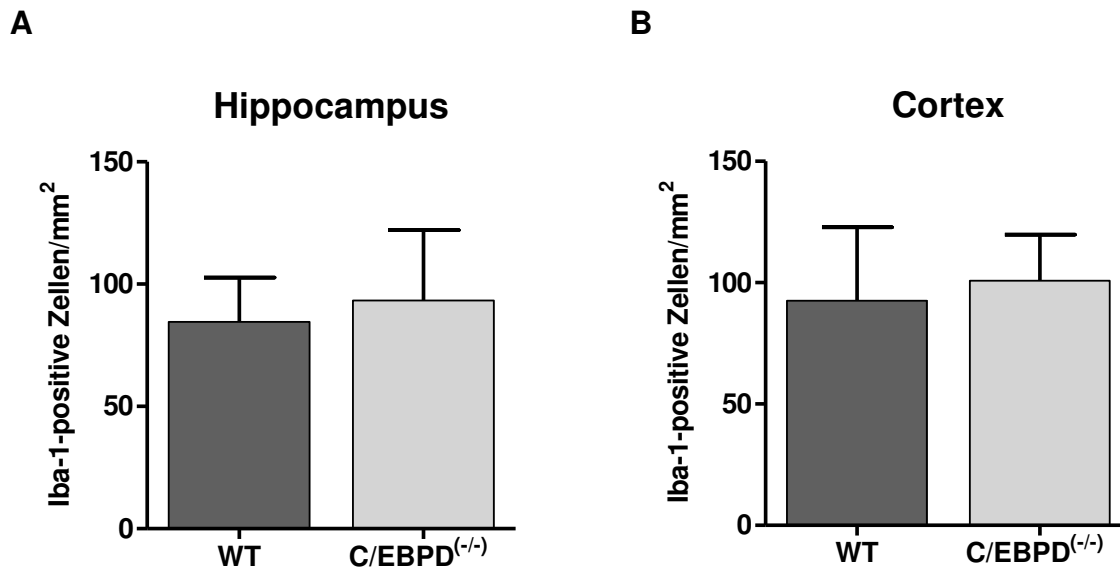 A
Hippocampus
Iba-1-positive Zellen/mm²
150
100
50
0
WT
C/EBPD(-/-)
B
Cortex
Iba-1-positive Zellen/mm²
150
100
50
0
WT
C/EBPD(-/-)